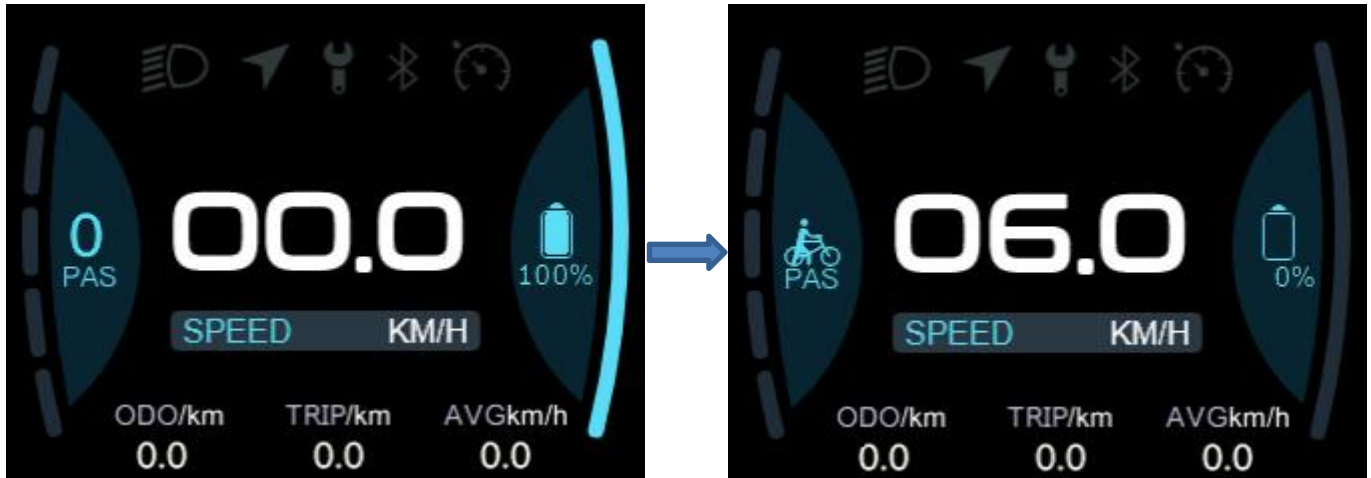 00.0
0
PAS
100%
SPEED KM/H
ODO/km TRIP/km AVGkm/h
0.0 0.0 0.0
06.0
PAS
0%
SPEED KM/H
ODO/km TRIP/km AVGkm/h
0.0 0.0 0.0